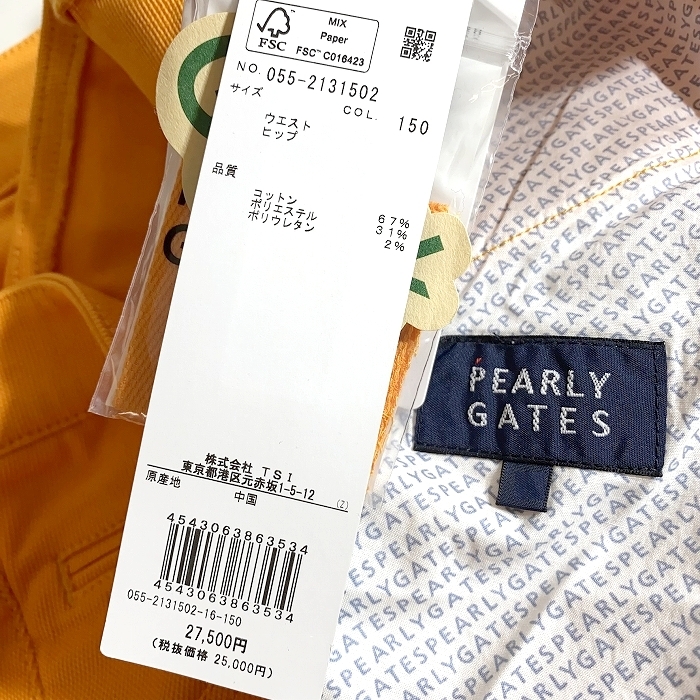 MIX
Paper
FSC™ C016423
FSC
NO. 055-2131502
サイズ
COL. 150
ウエスト
ヒップ
品質
コットン 67%
ポリエステル 31%
ポリウレタン 2%
株式会社 TSI
東京都港区元赤坂1-5-12
原産地 中国 (Z)
4543063863534
4543063863534
055-2131502-16-150
27,500円
(税抜価格 25,000円)
PEARLY
GATES